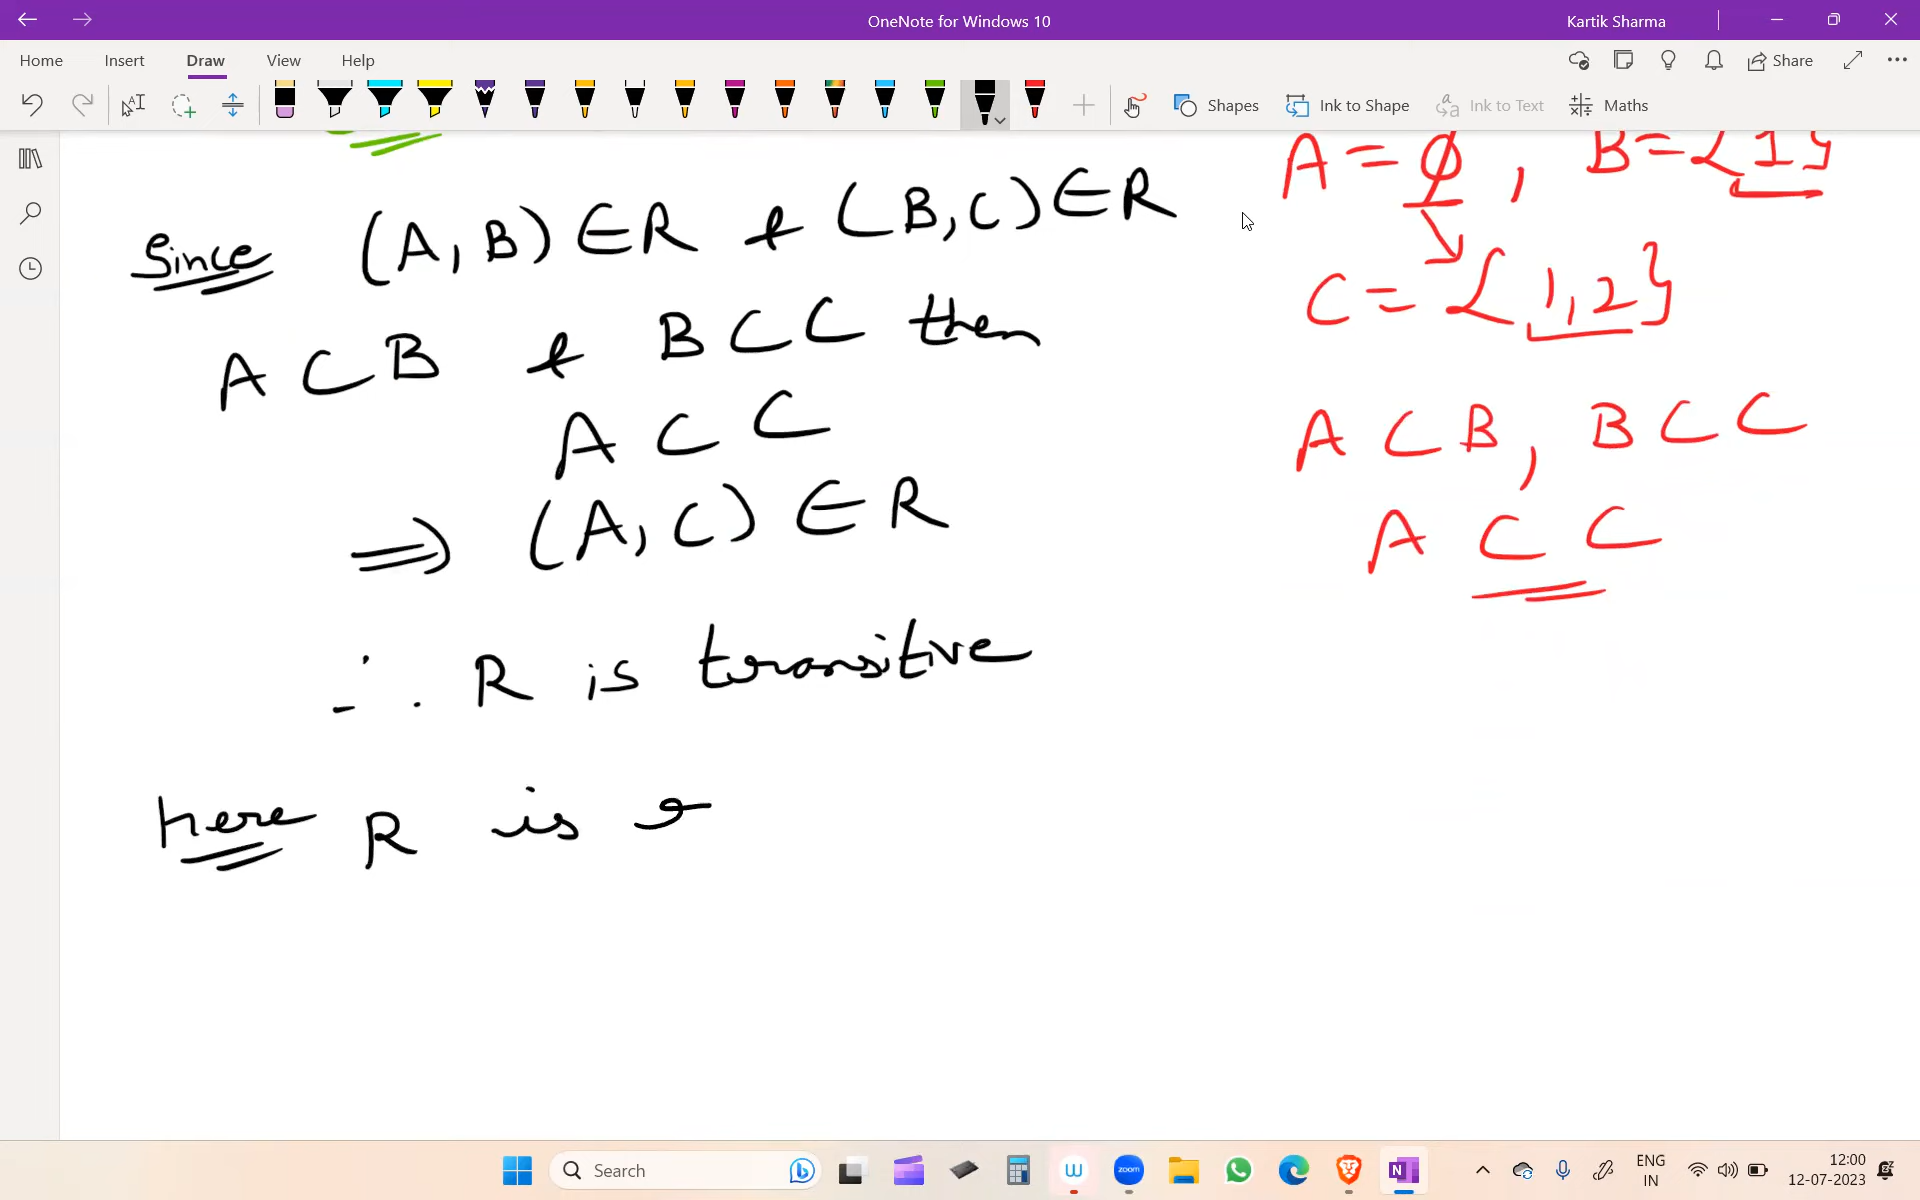 OneNote for Windows 10
Kartik Sharma
Home Insert Draw View Help
Share
Shapes Ink to Shape Ink to Text Maths
A = ϕ, B = {1}
Since (A, B) ∈ R & (B, C) ∈ R
C = {1, 2}
A ⊂ B & B ⊂ C then
A ⊂ C
A ⊂ B, B ⊂ C
⇒ (A, C) ∈ R
A ⊂ C
∴ R is transitive
here R is
Search
zoom
ENG
IN
12:00
12-07-2023